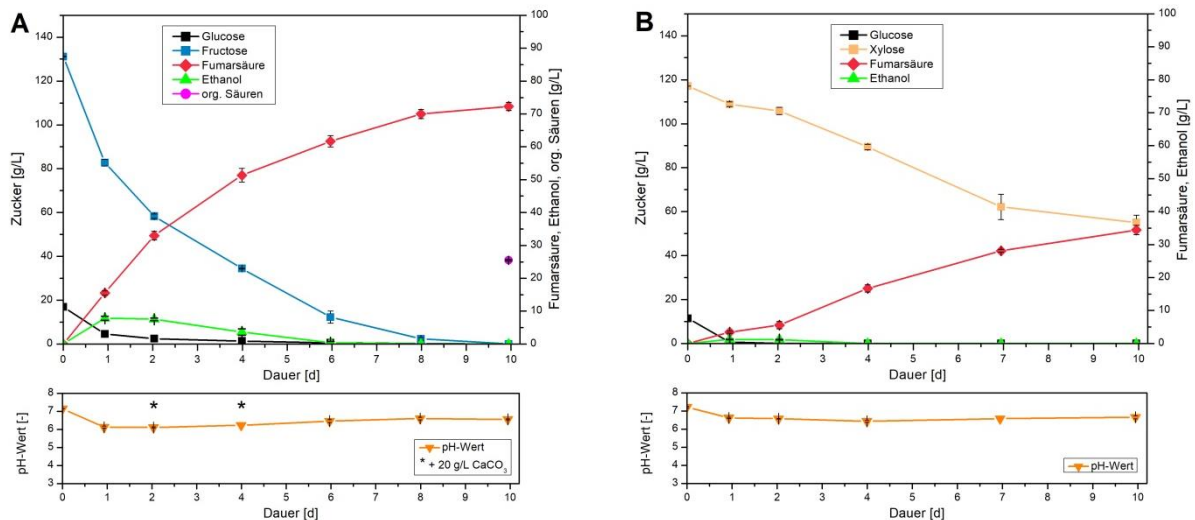 A
Glucose
Fructose
Fumarsäure
Ethanol
org. Säuren
Zucker [g/L]
140
120
100
80
60
40
20
0
Fumarsäure, Ethanol, org. Säuren [g/L]
100
90
80
70
60
50
40
30
20
10
0
0 1 2 3 4 5 6 7 8 9 10
Dauer [d]
pH-Wert [-]
8
7
6
5
4
3
* *
pH-Wert
* + 20 g/L CaCO₃
0 1 2 3 4 5 6 7 8 9 10
Dauer [d]
B
Glucose
Xylose
Fumarsäure
Ethanol
Zucker [g/L]
140
120
100
80
60
40
20
0
Fumarsäure, Ethanol [g/L]
100
90
80
70
60
50
40
30
20
10
0
0 1 2 3 4 5 6 7 8 9 10
Dauer [d]
pH-Wert [-]
8
7
6
5
4
3
pH-Wert
0 1 2 3 4 5 6 7 8 9 10
Dauer [d]